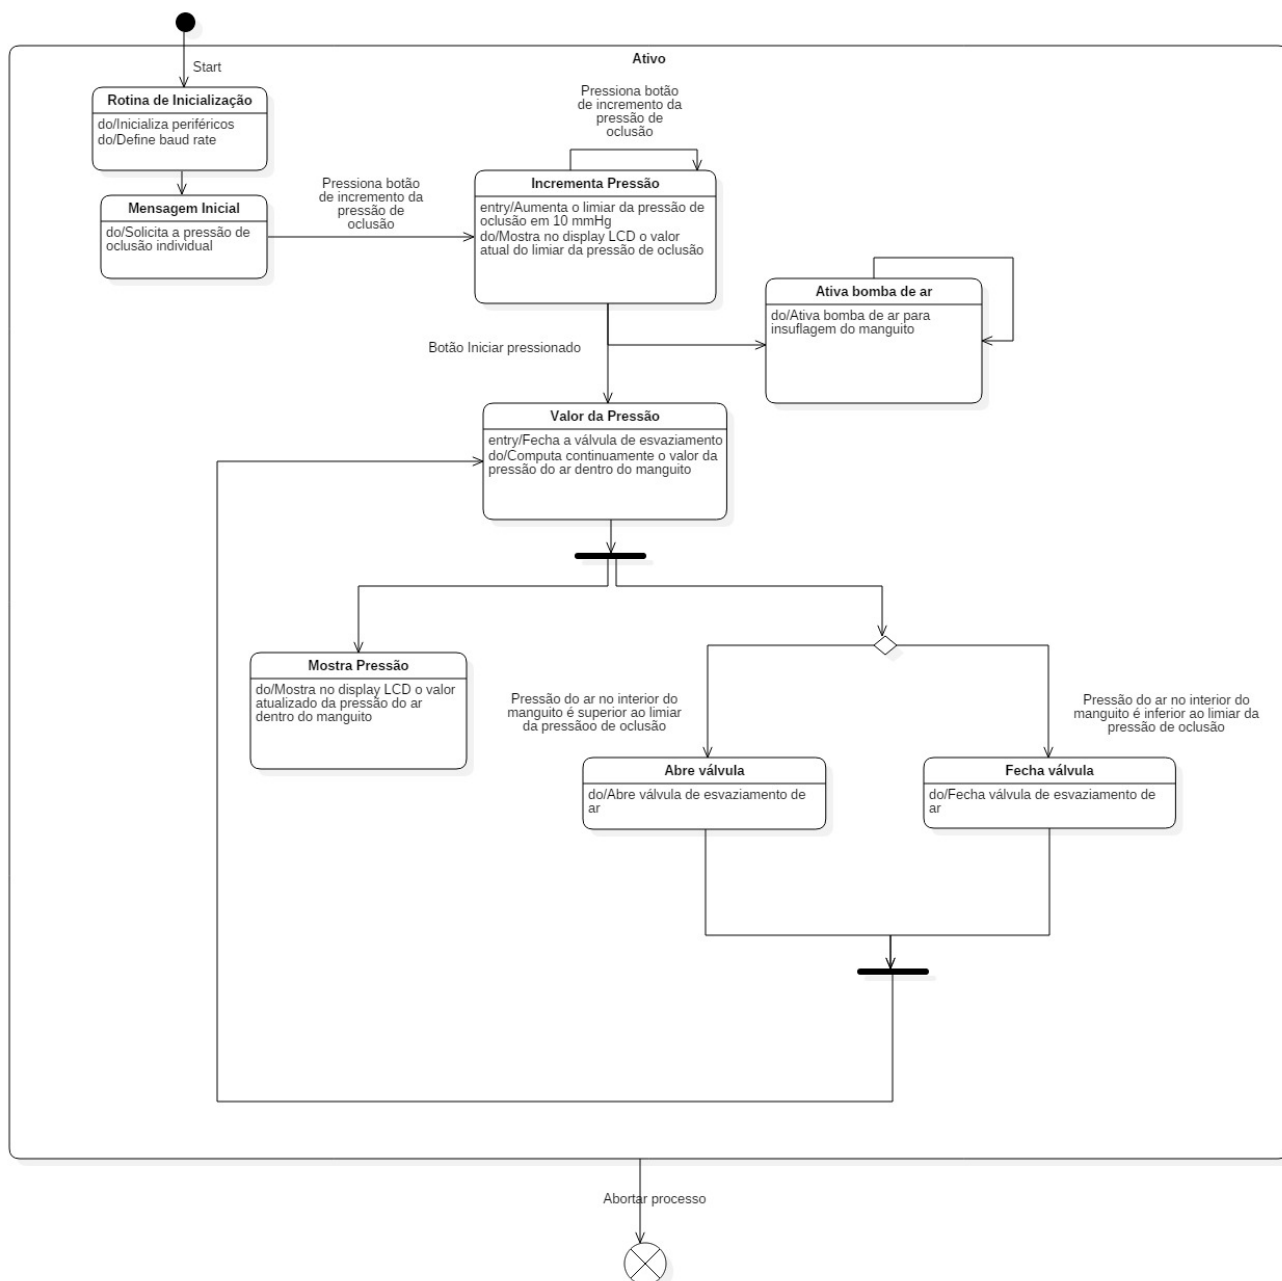 Ativo
Start
Rotina de Inicialização
do/Inicializa periféricos
do/Define baud rate
Mensagem Inicial
do/Solicita a pressão de
oclusão individual
Pressiona botão
de incremento da
pressão de
oclusão
Pressiona botão
de incremento da
pressão de
oclusão
Incrementa Pressão
entry/Aumenta o limiar da pressão de
oclusão em 10 mmHg
do/Mostra no display LCD o valor
atual do limiar da pressão de oclusão
Ativa bomba de ar
do/Ativa bomba de ar para
insuflagem do manguito
Botão Iniciar pressionado
Valor da Pressão
entry/Fecha a válvula de esvaziamento
do/Computa continuamente o valor da
pressão do ar dentro do manguito
Mostra Pressão
do/Mostra no display LCD o valor
atualizado da pressão do ar
dentro do manguito
Pressão do ar no interior do
manguito é superior ao limiar
da pressãoo de oclusão
Pressão do ar no interior do
manguito é inferior ao limiar da
pressão de oclusão
Abre válvula
do/Abre válvula de esvaziamento de
ar
Fecha válvula
do/Fecha válvula de esvaziamento de
ar
Abortar processo